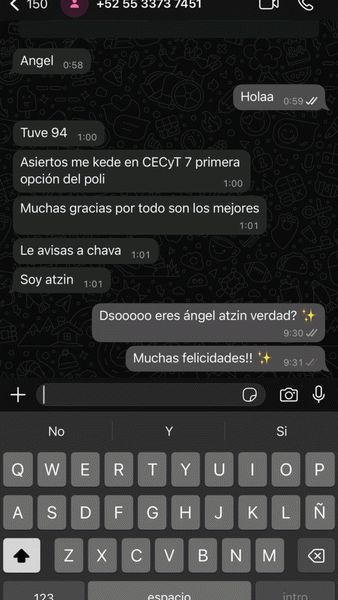 150
+52 55 3373 7451
Angel 0:58
Holaa 0:59
Tuve 94 1:00
Asiertos me kede en CECyT 7 primera
opción del poli
1:00
Muchas gracias por todo son los mejores
1:01
Le avisas a chava 1:01
Soy atzin 1:01
Dsooooo eres ángel atzin verdad? ✨
9:30
Muchas felicidades!! ✨ 9:31
No Y Si
Q W E R T Y U I O P
A S D F G H J K L Ñ
Z X C V B N M
123 espacio intro